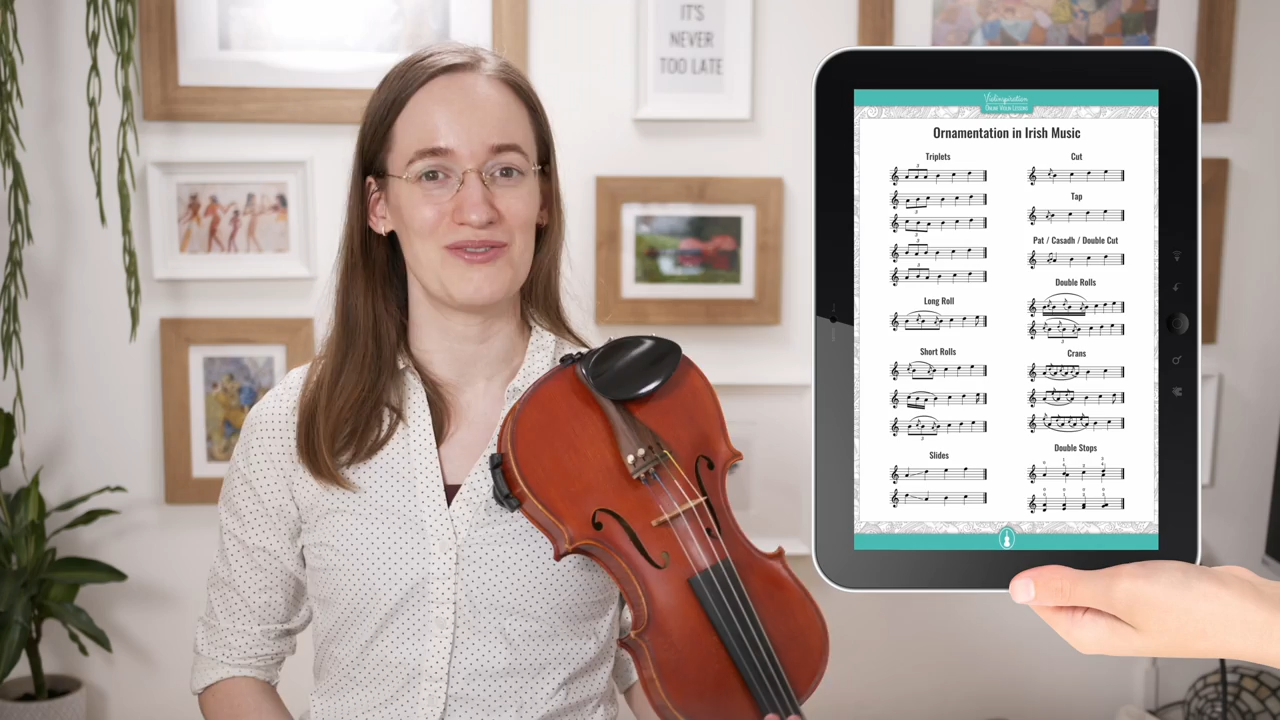 IT'S
NEVER
TOO LATE
Violinspiration
ONLINE VIOLIN LESSONS
Ornamentation in Irish Music
Triplets
Long Roll
Short Rolls
Slides
Cut
Tap
Pat / Casadh / Double Cut
Double Rolls
Crans
Double Stops